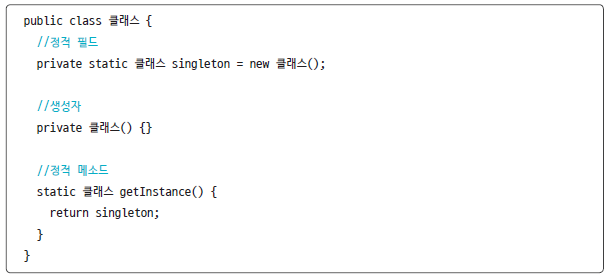 public class 클래스 {
//정적 필드
private static 클래스 singleton = new 클래스();
//생성자
private 클래스() {}
//정적 메소드
static 클래스 getInstance() {
return singleton;
}
}